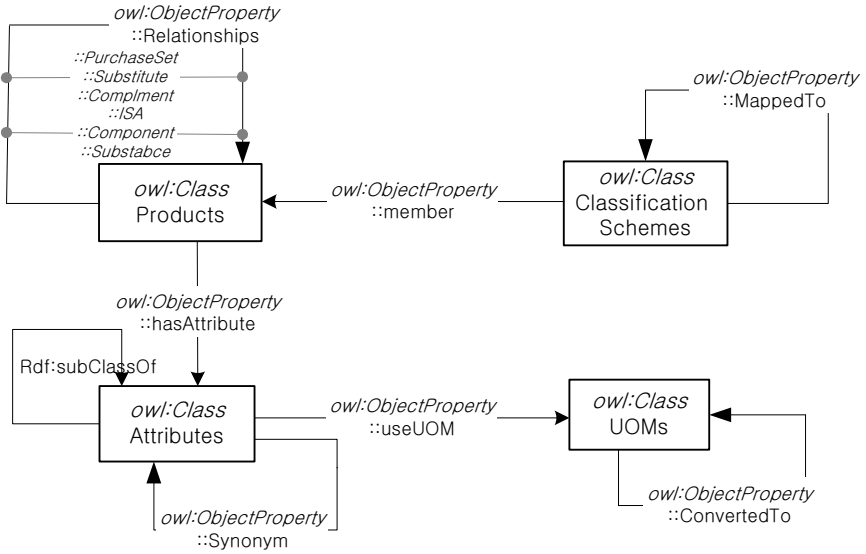 owl:ObjectProperty
::Relationships
::PurchaseSet
::Substitute
::Complment
::ISA
::Component
::Substabce
owl:ObjectProperty
::MappedTo
owl:Class
Products
owl:ObjectProperty
::member
owl:Class
Classification
Schemes
owl:ObjectProperty
::hasAttribute
Rdf:subClassOf
owl:Class
Attributes
owl:ObjectProperty
::useUOM
owl:Class
UOMs
owl:ObjectProperty
::Synonym
owl:ObjectProperty
::ConvertedTo